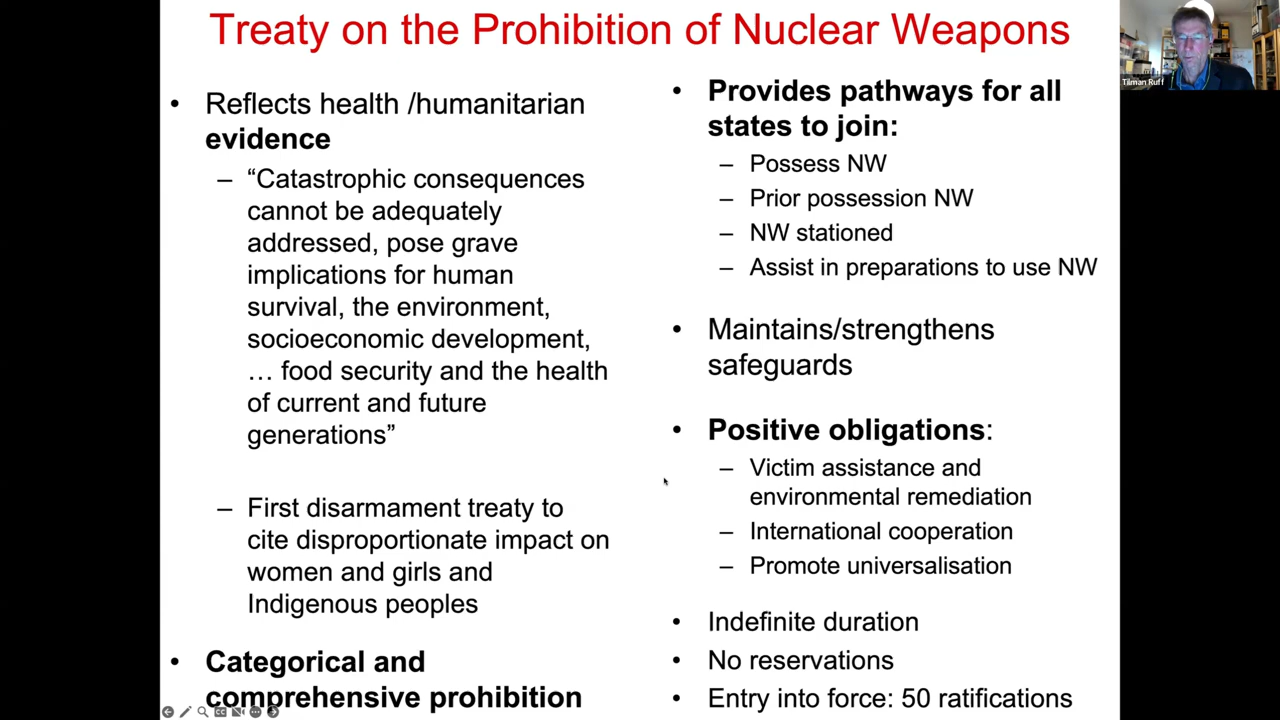 Treaty on the Prohibition of Nuclear Weapons
• Reflects health /humanitarian
evidence
– “Catastrophic consequences
cannot be adequately
addressed, pose grave
implications for human
survival, the environment,
socioeconomic development,
… food security and the health
of current and future
generations”
– First disarmament treaty to
cite disproportionate impact on
women and girls and
Indigenous peoples
• Categorical and
comprehensive prohibition
• Provides pathways for all
states to join:
– Possess NW
– Prior possession NW
– NW stationed
– Assist in preparations to use NW
• Maintains/strengthens
safeguards
• Positive obligations:
– Victim assistance and
environmental remediation
– International cooperation
– Promote universalisation
• Indefinite duration
• No reservations
• Entry into force: 50 ratifications
Tilman Ruff